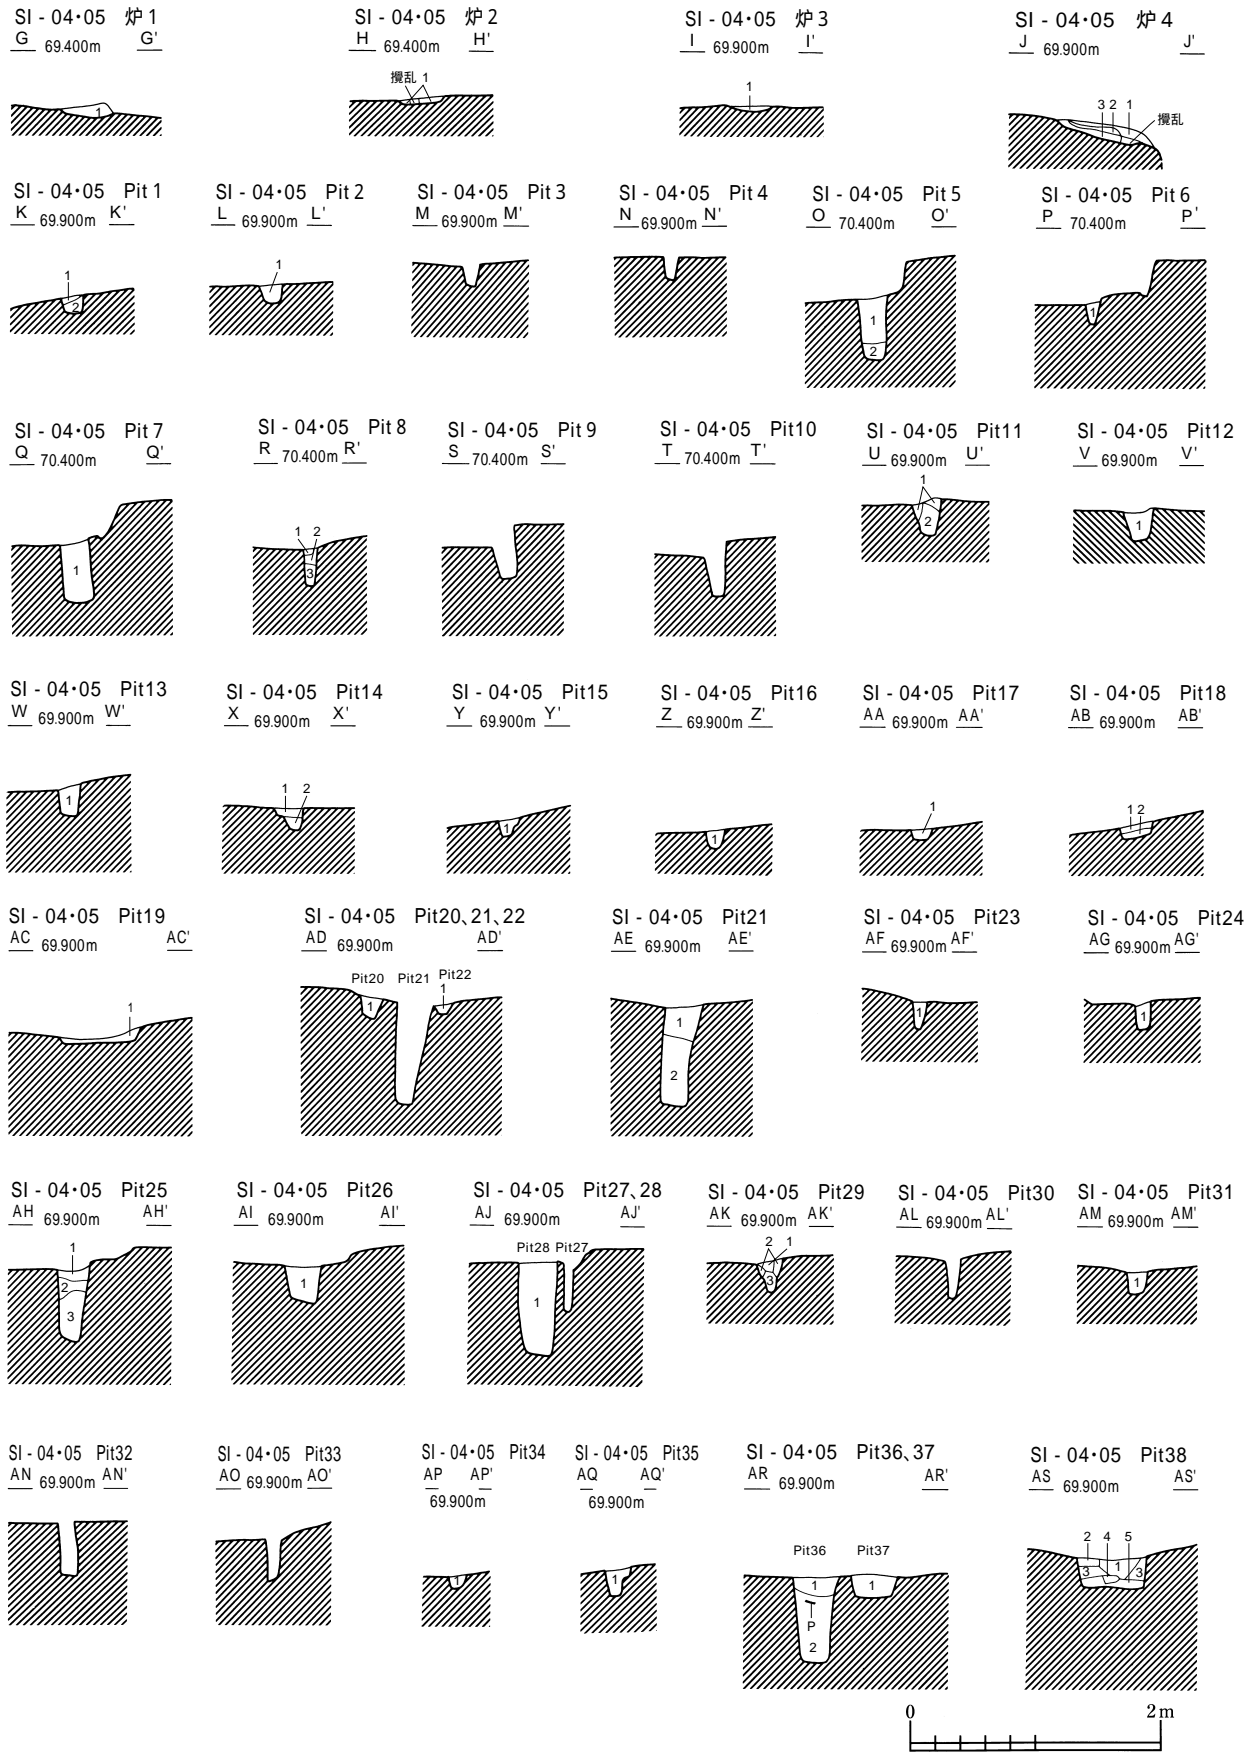 SI - 04・05 炉 1
G 69.400m G'
1
SI - 04・05 炉 2
H 69.400m H'
攪乱 1
SI - 04・05 炉 3
I 69.900m I'
1
SI - 04・05 炉 4
J 69.900m J'
3 2 1
攪乱
SI - 04・05 Pit 1
K 69.900m K'
1
2
SI - 04・05 Pit 2
L 69.900m L'
1
SI - 04・05 Pit 3
M 69.900m M'
SI - 04・05 Pit 4
N 69.900m N'
SI - 04・05 Pit 5
O 70.400m O'
1
2
SI - 04・05 Pit 6
P 70.400m P'
1
SI - 04・05 Pit 7
Q 70.400m Q'
1
SI - 04・05 Pit 8
R 70.400m R'
1 2
3
SI - 04・05 Pit 9
S 70.400m S'
SI - 04・05 Pit10
T 70.400m T'
SI - 04・05 Pit11
U 69.900m U'
1
2
SI - 04・05 Pit12
V 69.900m V'
1
SI - 04・05 Pit13
W 69.900m W'
1
SI - 04・05 Pit14
X 69.900m X'
1 2
SI - 04・05 Pit15
Y 69.900m Y'
1
SI - 04・05 Pit16
Z 69.900m Z'
1
SI - 04・05 Pit17
AA 69.900m AA'
1
SI - 04・05 Pit18
AB 69.900m AB'
1 2
SI - 04・05 Pit19
AC 69.900m AC'
1
SI - 04・05 Pit20、21、22
AD 69.900m AD'
Pit20 Pit21 Pit22
1 1
SI - 04・05 Pit21
AE 69.900m AE'
1
2
SI - 04・05 Pit23
AF 69.900m AF'
1
SI - 04・05 Pit24
AG 69.900m AG'
1
SI - 04・05 Pit25
AH 69.900m AH'
1
2
3
SI - 04・05 Pit26
AI 69.900m AI'
1
SI - 04・05 Pit27、28
AJ 69.900m AJ'
Pit28 Pit27
1
SI - 04・05 Pit29
AK 69.900m AK'
2 1
3
SI - 04・05 Pit30
AL 69.900m AL'
SI - 04・05 Pit31
AM 69.900m AM'
1
SI - 04・05 Pit32
AN 69.900m AN'
SI - 04・05 Pit33
AO 69.900m AO'
SI - 04・05 Pit34
AP AP'
69.900m
1
SI - 04・05 Pit35
AQ AQ'
69.900m
1
SI - 04・05 Pit36、37
AR 69.900m AR'
Pit36 Pit37
1 1
P
2
SI - 04・05 Pit38
AS 69.900m AS'
2 4 5
3 1 3
0 2m